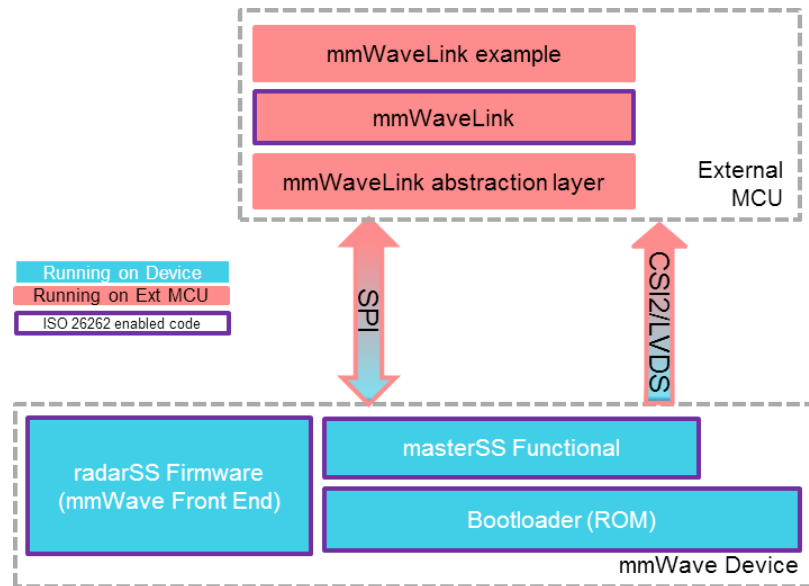 mmWaveLink example
mmWaveLink
mmWaveLink abstraction layer
External
MCU
Running on Device
Running on Ext MCU
ISO 26262 enabled code
SPI
CSI2/LVDS
radarSS Firmware
(mmWave Front End)
masterSS Functional
Bootloader (ROM)
mmWave Device